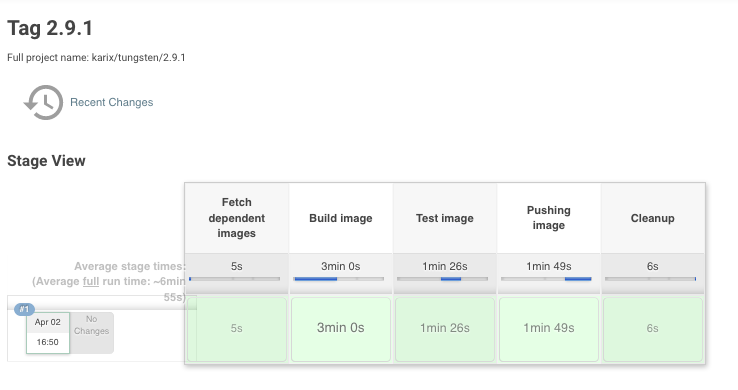 Tag 2.9.1
Full project name: karix/tungsten/2.9.1
Recent Changes
Stage View
Fetch
dependent
images
Build image
Test image
Pushing
image
Cleanup
Average stage times:
(Average full run time: ~6min
55s)
5s
3min 0s
1min 26s
1min 49s
6s
#1
Apr 02
16:50
No
Changes
5s
3min 0s
1min 26s
1min 49s
6s